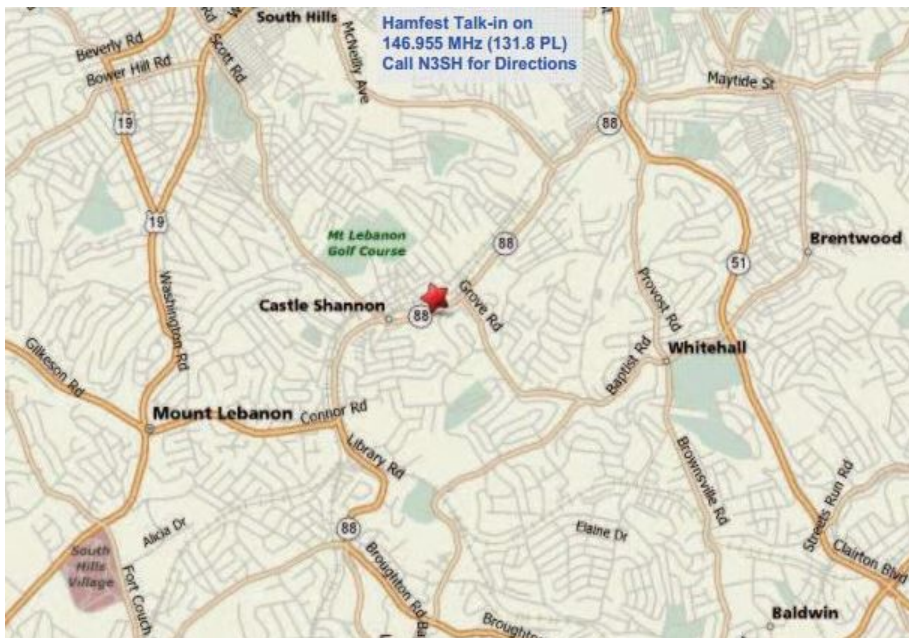 South Hills
Hamfest Talk-in on
146.955 MHz (131.8 PL)
Call N3SH for Directions
Beverly Rd
Bower Hill Rd
Scott Rd
McNeilly Ave
Maytide St
19
88
19
Mt Lebanon
Golf Course
88
Brentwood
51
Washington Rd
Castle Shannon
88
Grove Rd
Provost Rd
Whitehall
Baptist Rd
Gilkeson Rd
Mount Lebanon
Connor Rd
Library Rd
Brownsville Rd
88
Alicia Dr
Elaine Dr
Streets Run Rd
Clairton Blvd
South
Hills
Village
Fort Couch
Broughton Rd
Broughton
Baldwin